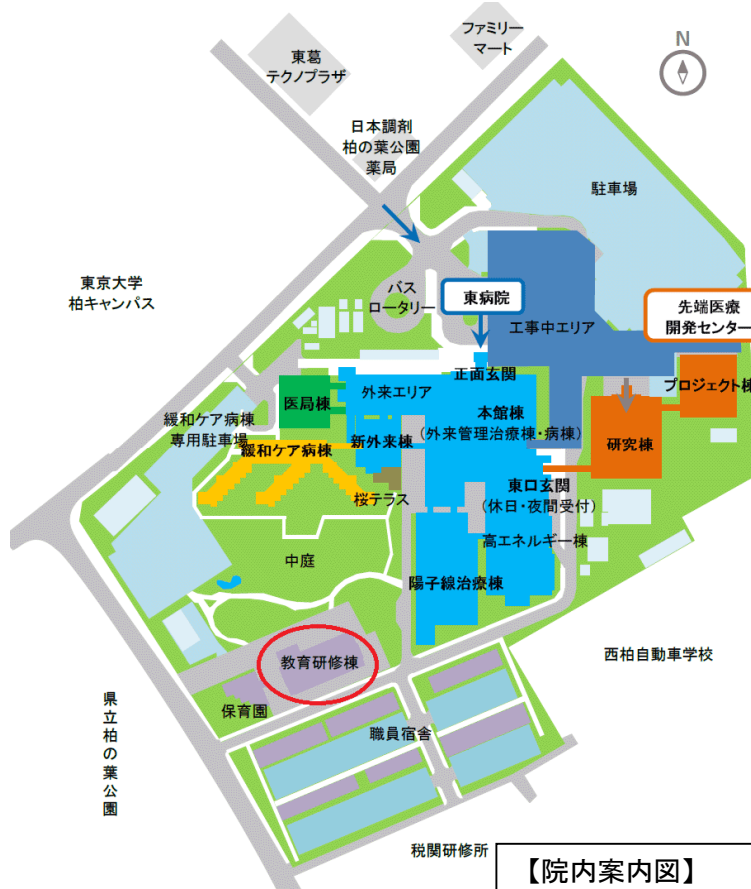 ファミリー
マート
N
東葛
テクノプラザ
日本調剤
柏の葉公園
薬局
駐車場
東京大学
柏キャンパス
バス
ロータリー
東病院
先端医療
開発センター
工事中エリア
正面玄関
プロジェクト棟
外来エリア
医局棟
本館棟
(外来管理治療棟・病棟)
緩和ケア病棟
専用駐車場
新外来棟
研究棟
緩和ケア病棟
東口玄関
(休日・夜間受付)
桜テラス
高エネルギー棟
中庭
陽子線治療棟
教育研修棟
西柏自動車学校
保育園
県立柏の葉公園
職員宿舎
税関研修所
【院内案内図】